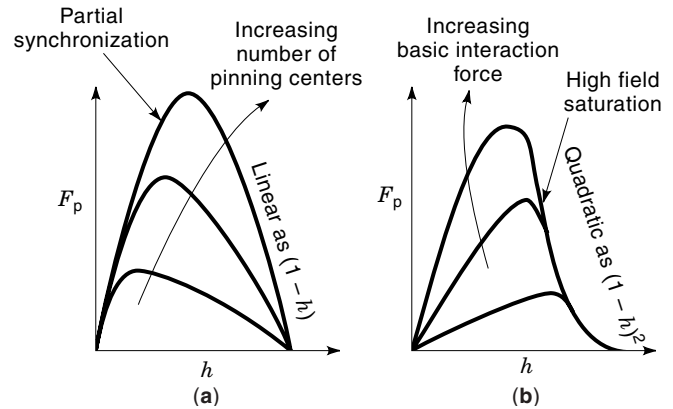 Partial
synchronization
Increasing
number of
pinning centers
F_p
Linear as (1 – h)
h
(a)
Increasing
basic interaction
force
High field
saturation
F_p
Quadratic as (1 – h)²
h
(b)